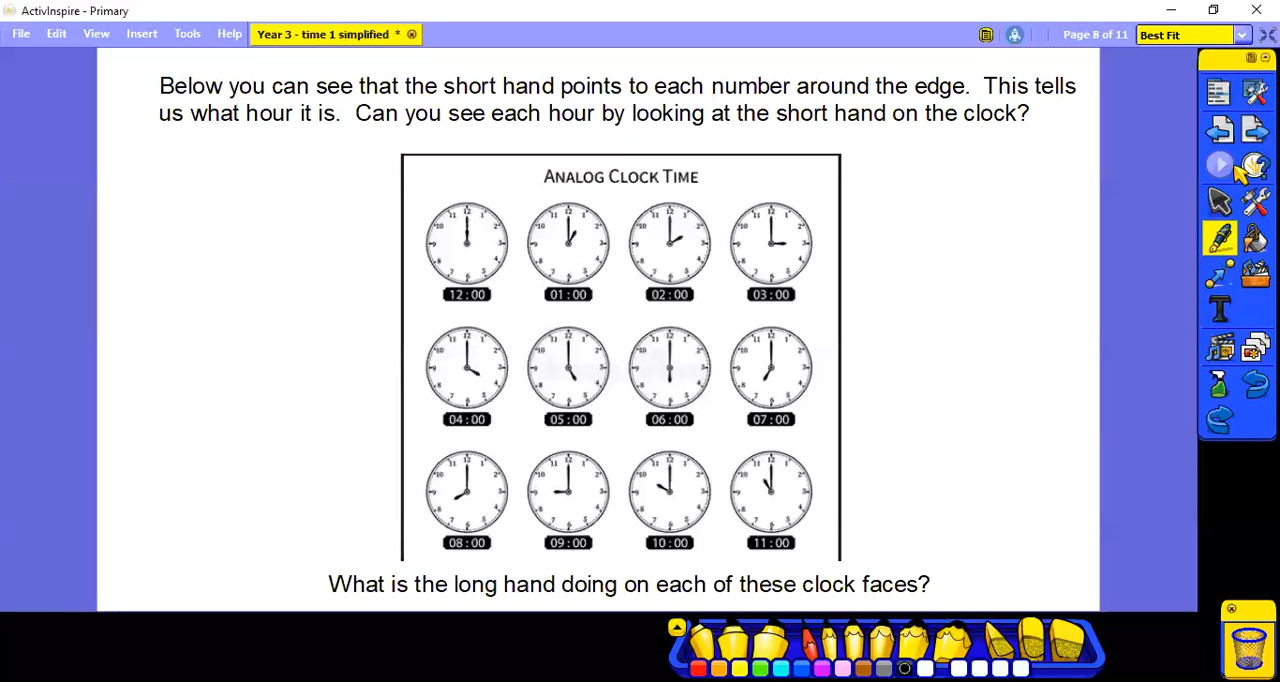 ActivInspire - Primary
File Edit View Insert Tools Help Year 3 - time 1 simplified * Page 8 of 11 Best Fit
Below you can see that the short hand points to each number around the edge. This tells
us what hour it is. Can you see each hour by looking at the short hand on the clock?
ANALOG CLOCK TIME
12:00 01:00 02:00 03:00
04:00 05:00 06:00 07:00
08:00 09:00 10:00 11:00
What is the long hand doing on each of these clock faces?